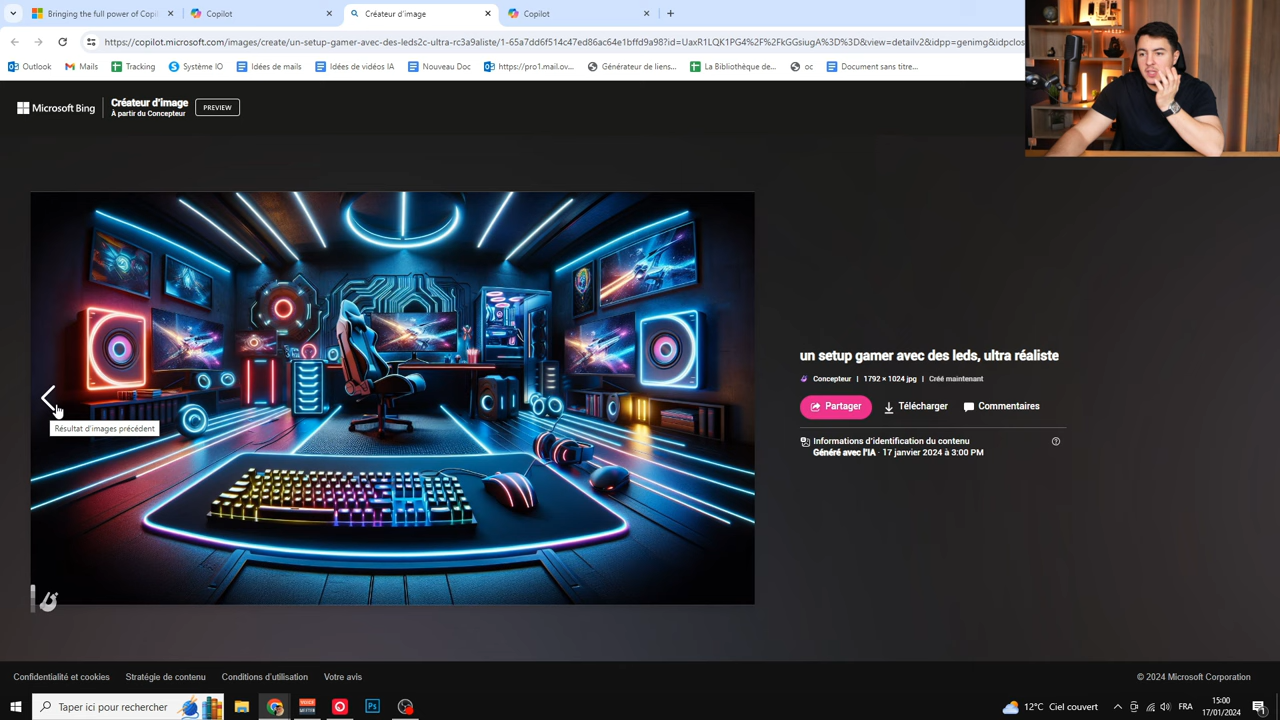 Bringing the full power of Copil
Copilot
Créateur d'image
Copilot
https://copilot.microsoft.com/images/create/un-setup-gamer-avec-des-leds2c-ultra-rc3a9aliste/1-65a7dd6f514c47ed86ac64e1bffd9a98?id=UaxR1LQK1PG4%2F%2FkGGsiugA%3D%3D&view=detailv2&idpp=genimg&idpclos
Outlook
Mails
Tracking
Système IO
Idées de mails
Idées de vidéos IA
Nouveau Doc
https://pro1.mail.ov...
Générateur de liens...
La Bibliothèque de...
oc
Document sans titre...
Microsoft Bing
Créateur d'image
À partir du Concepteur
PREVIEW
Résultat d'images précédent
un setup gamer avec des leds, ultra réaliste
Concepteur | 1792 × 1024 jpg | Créé maintenant
Partager
Télécharger
Commentaires
Informations d'identification du contenu
Généré avec l'IA · 17 janvier 2024 à 3:00 PM
Confidentialité et cookies
Stratégie de contenu
Conditions d'utilisation
Votre avis
© 2024 Microsoft Corporation
Taper ici pour rechercher
Ps
12°C Ciel couvert
FRA
15:00
17/01/2024
1